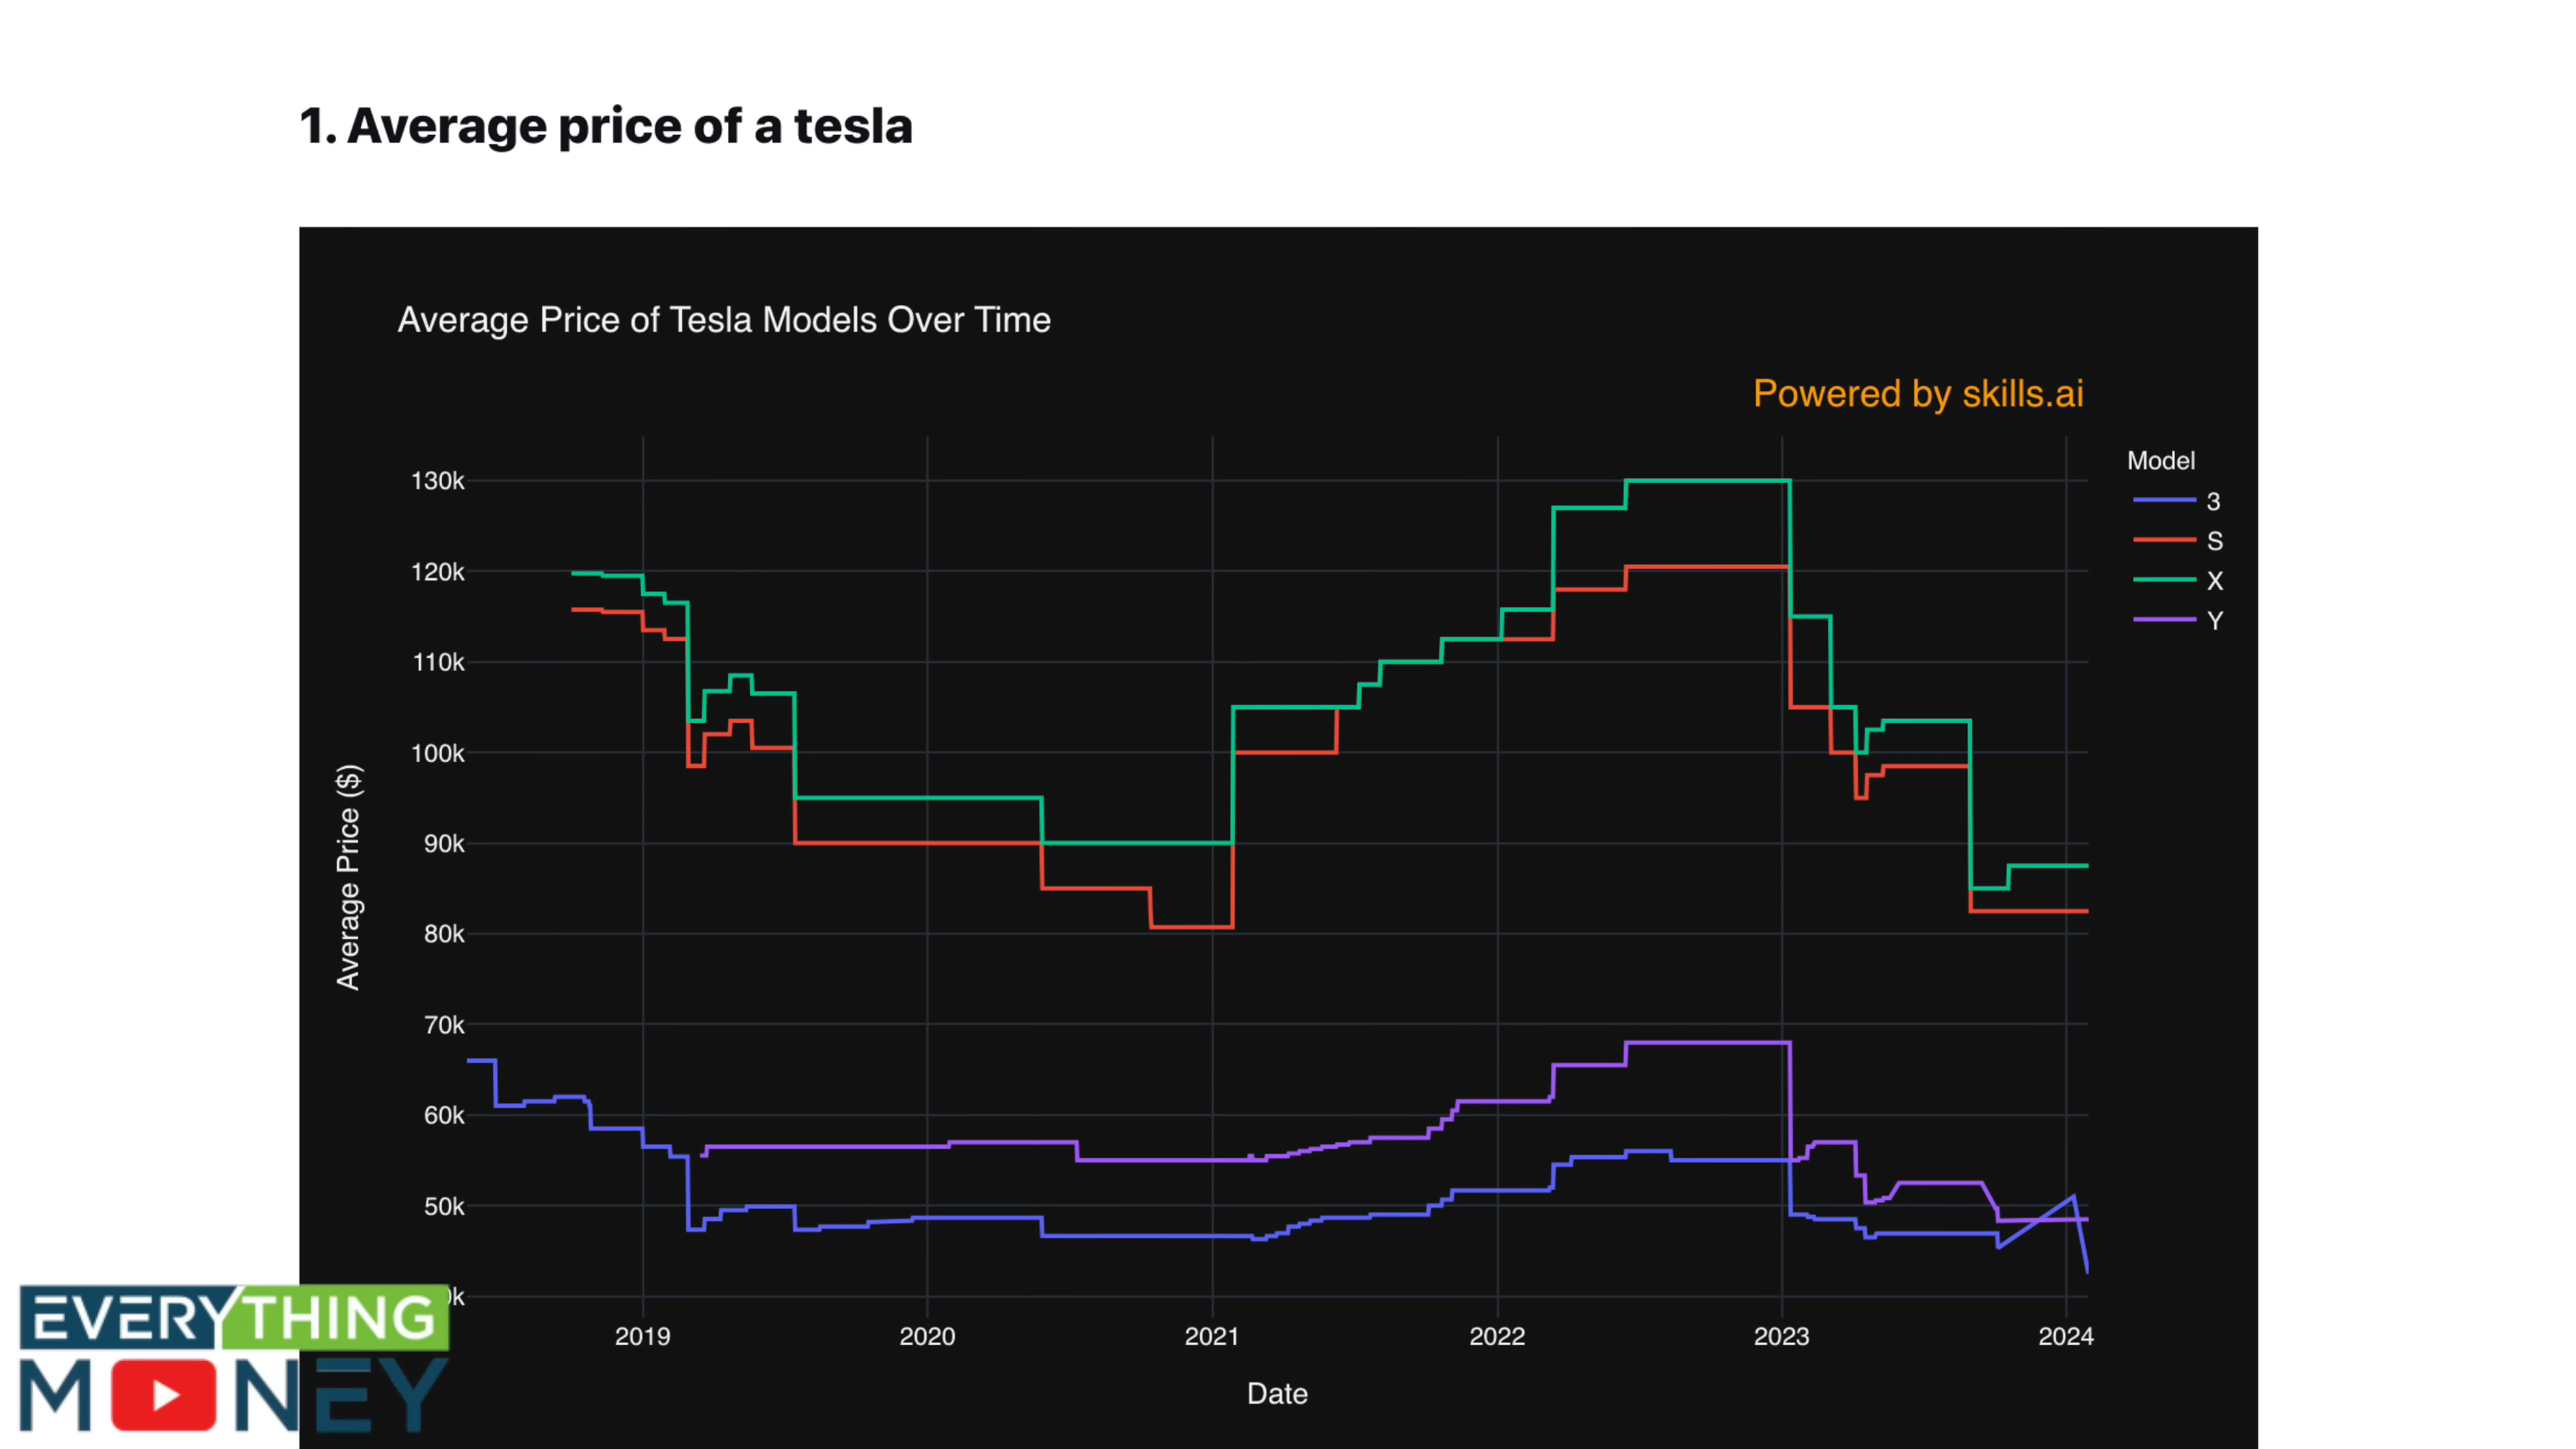 1. Average price of a tesla
Average Price of Tesla Models Over Time
Powered by skills.ai
Model
3
S
X
Y
130k
120k
110k
100k
90k
80k
70k
60k
50k
Average Price ($)
2019 2020 2021 2022 2023 2024
Date
EVERYTHING
MONEY